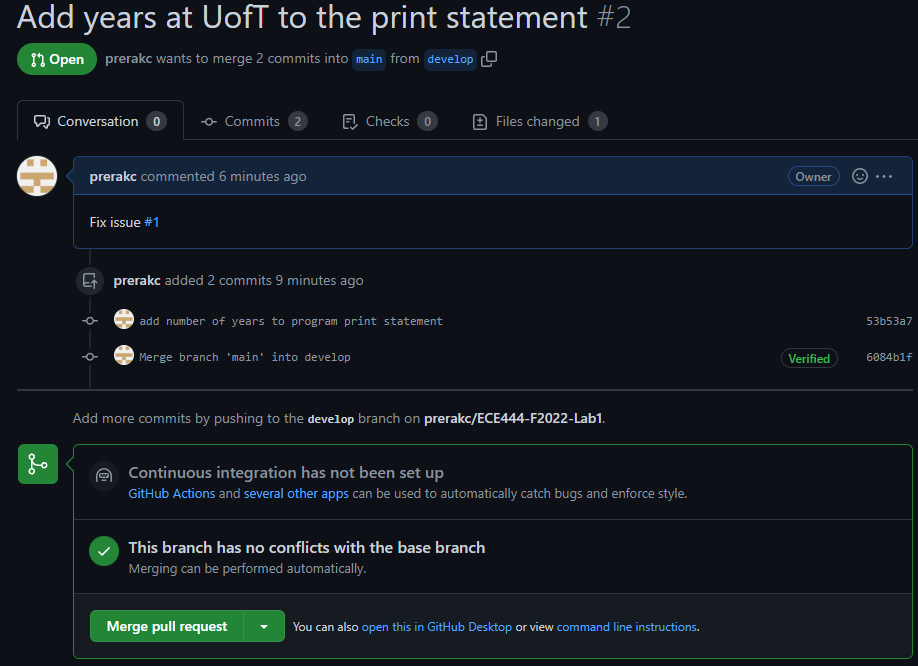 Add years at UofT to the print statement #2
Open prerakc wants to merge 2 commits into main from develop
Conversation 0 Commits 2 Checks 0 Files changed 1
prerakc commented 6 minutes ago Owner
Fix issue #1
prerakc added 2 commits 9 minutes ago
add number of years to program print statement 53b53a7
Merge branch 'main' into develop Verified 6084b1f
Add more commits by pushing to the develop branch on prerakc/ECE444-F2022-Lab1.
Continuous integration has not been set up
GitHub Actions and several other apps can be used to automatically catch bugs and enforce style.
This branch has no conflicts with the base branch
Merging can be performed automatically.
Merge pull request You can also open this in GitHub Desktop or view command line instructions.